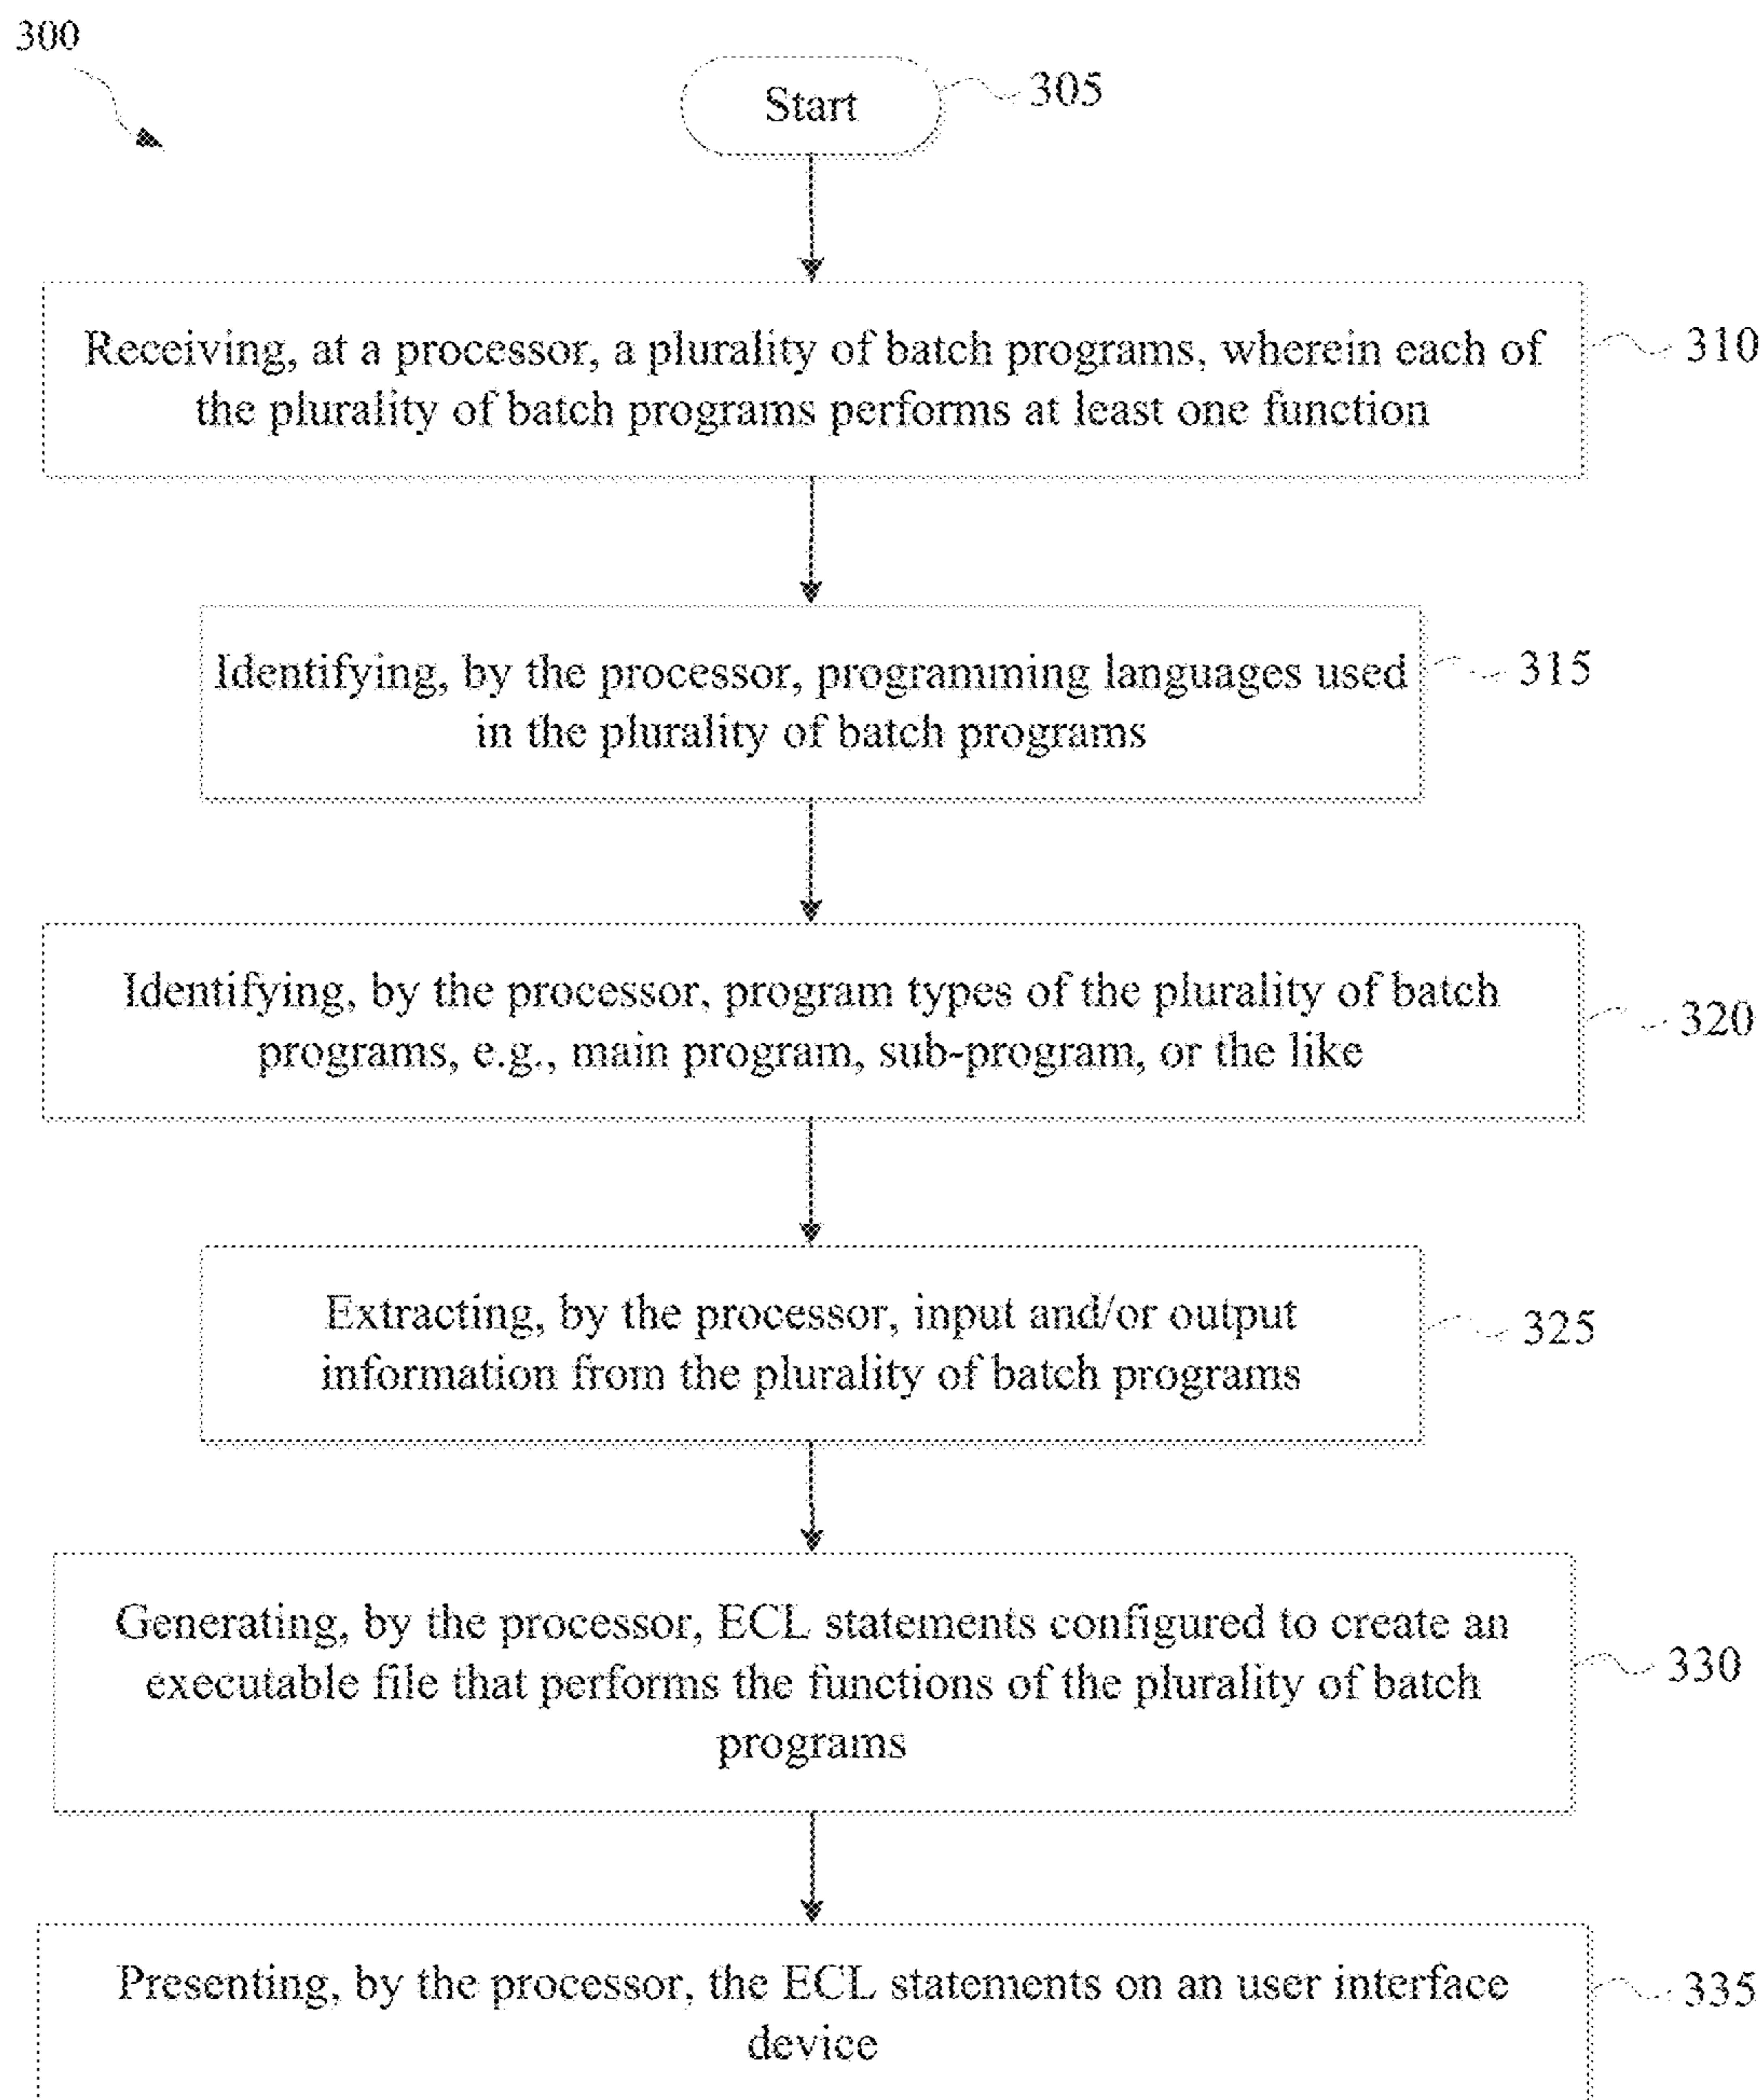 300
Start
305
Receiving, at a processor, a plurality of batch programs, wherein each of
the plurality of batch programs performs at least one function
310
Identifying, by the processor, programming languages used
in the plurality of batch programs
315
Identifying, by the processor, program types of the plurality of batch
programs, e.g., main program, sub-program, or the like
320
Extracting, by the processor, input and/or output
information from the plurality of batch programs
325
Generating, by the processor, ECL statements configured to create an
executable file that performs the functions of the plurality of batch
programs
330
Presenting, by the processor, the ECL statements on an user interface
device
335